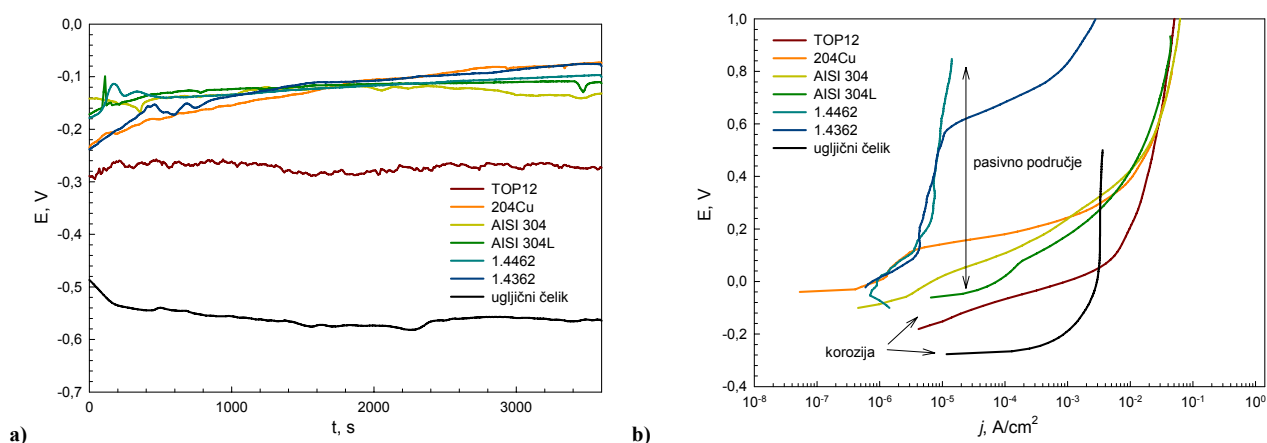 0,0
-0,1
-0,2
-0,3
-0,4
-0,5
-0,6
-0,7
E, V
0
1000
2000
3000
t, s
TOP12
204Cu
AISI 304
AISI 304L
1.4462
1.4362
ugljični čelik
a)
1,0
0,8
0,6
0,4
0,2
0,0
-0,2
-0,4
E, V
10-8
10-7
10-6
10-5
10-4
10-3
10-2
10-1
100
j, A/cm2
TOP12
204Cu
AISI 304
AISI 304L
1.4462
1.4362
ugljični čelik
pasivno područje
korozija
b)